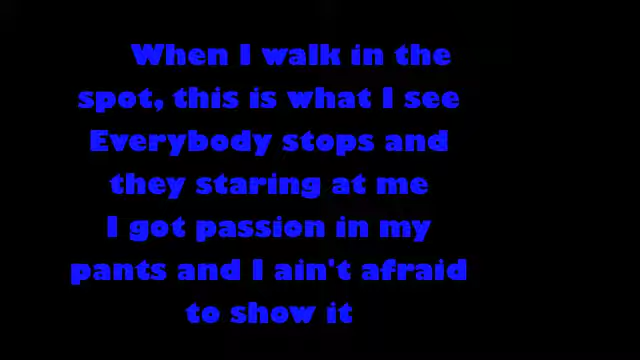 When I walk in the
spot, this is what I see
Everybody stops and
they staring at me
I got passion in my
pants and I ain't afraid
to show it